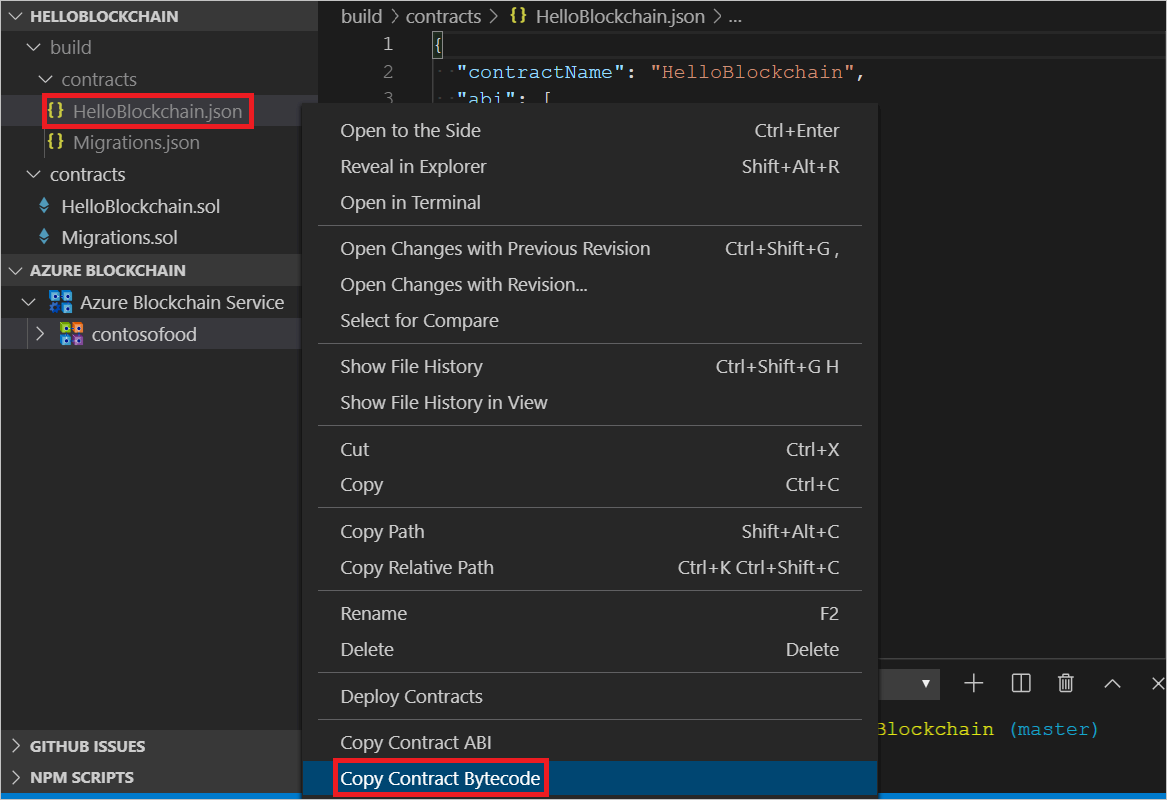 HELLOBLOCKCHAIN
build
contracts
{} HelloBlockchain.json
{} Migrations.json
contracts
HelloBlockchain.sol
Migrations.sol
AZURE BLOCKCHAIN
Azure Blockchain Service
contosofood
GITHUB ISSUES
NPM SCRIPTS
build > contracts > {} HelloBlockchain.json > ...
1 {
2 "contractName": "HelloBlockchain",
3 "abi": [
Open to the Side Ctrl+Enter
Reveal in Explorer Shift+Alt+R
Open in Terminal
Open Changes with Previous Revision Ctrl+Shift+G ,
Open Changes with Revision...
Select for Compare
Show File History Ctrl+Shift+G H
Show File History in View
Cut Ctrl+X
Copy Ctrl+C
Copy Path Shift+Alt+C
Copy Relative Path Ctrl+K Ctrl+Shift+C
Rename F2
Delete Delete
Deploy Contracts
Copy Contract ABI
Copy Contract Bytecode
Blockchain (master)